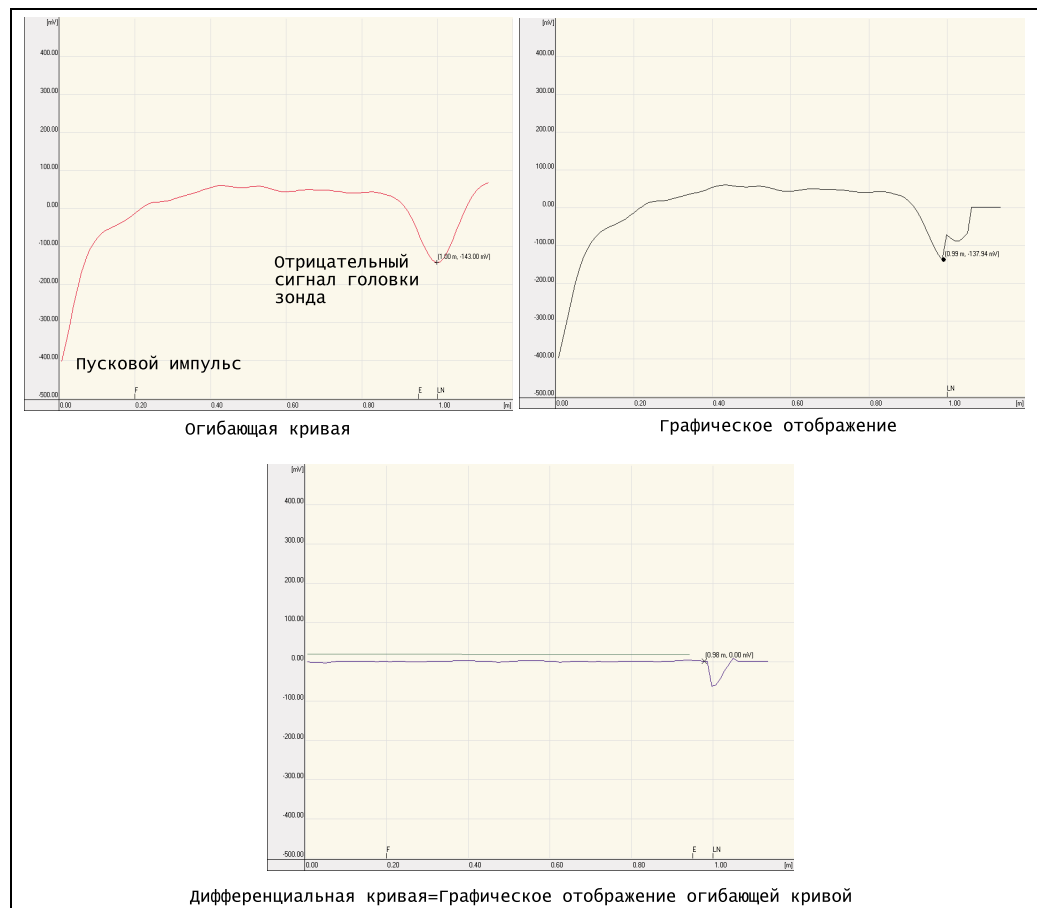 [mV]
400.00
300.00
200.00
100.00
0.00
-100.00
-200.00
-300.00
-400.00
-500.00
(1.00 m, -143.00 mV)
Отрицательный
сигнал головки
зонда
Пусковой импульс
F
E
LN
0.00 0.20 0.40 0.60 0.80 1.00 [m]
Огибающая кривая
[mV]
400.00
300.00
200.00
100.00
0.00
-100.00
-200.00
-300.00
-400.00
-500.00
(0.99 m, -137.94 mV)
LN
0.00 0.20 0.40 0.60 0.80 1.00 [m]
Графическое отображение
[mV]
400.00
300.00
200.00
100.00
0.00
-100.00
-200.00
-300.00
-400.00
-500.00
(0.98 m, 0.00 mV)
F
E
LN
0.00 0.20 0.40 0.60 0.80 1.00 [m]
Дифференциальная кривая=Графическое отображение огибающей кривой